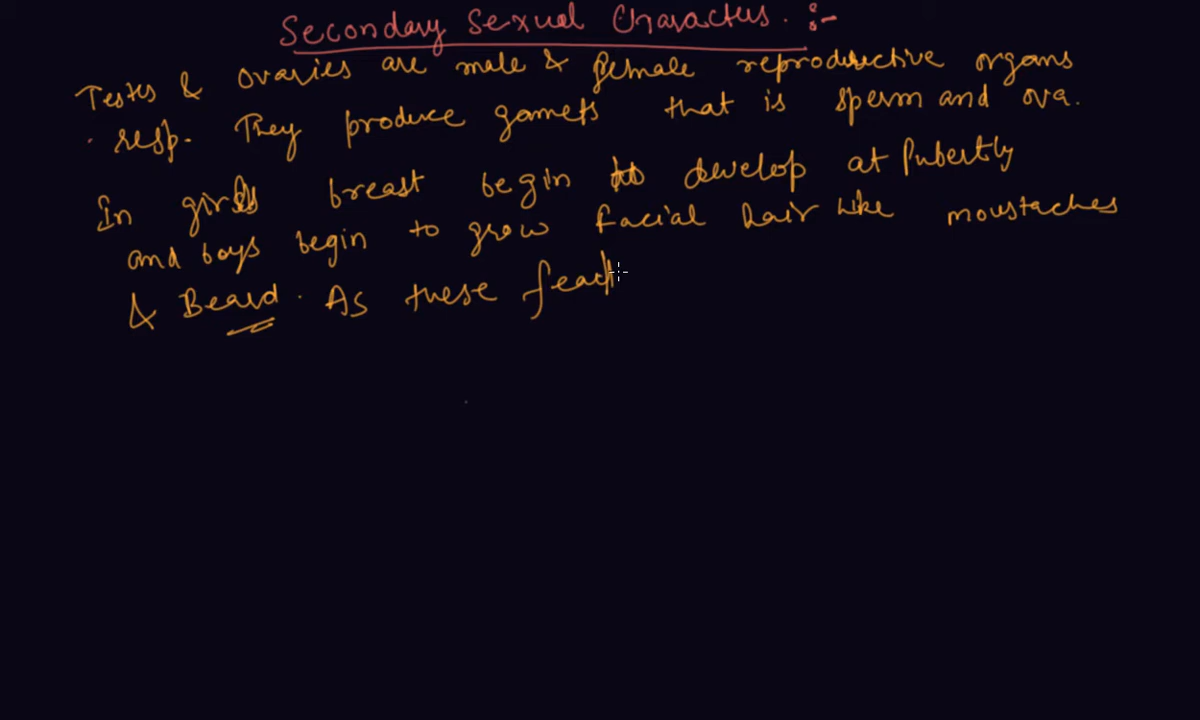 Secondary Sexual Characters. :-
Testes & ovaries are male & female reproductive organs
resp. They produce gamets that is sperm and ova.
In girls breast begin to develop at Pubertly
and boys begin to grow facial hair like moustaches
& Beard. As these feat